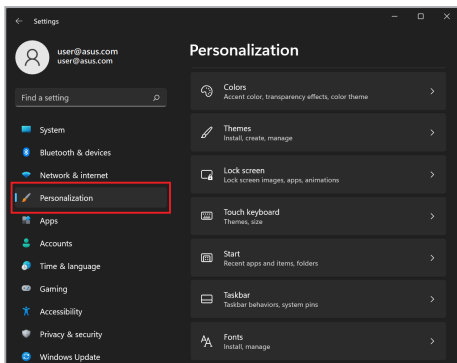 Settings
user@asus.com
user@asus.com
Find a setting
System
Bluetooth & devices
Network & internet
Personalization
Apps
Accounts
Time & language
Gaming
Accessibility
Privacy & security
Windows Update
Personalization
Colors
Accent color, transparency effects, color theme
Themes
Install, create, manage
Lock screen
Lock screen images, apps, animations
Touch keyboard
Themes, size
Start
Recent apps and items, folders
Taskbar
Taskbar behaviors, system pins
Fonts
Install, manage